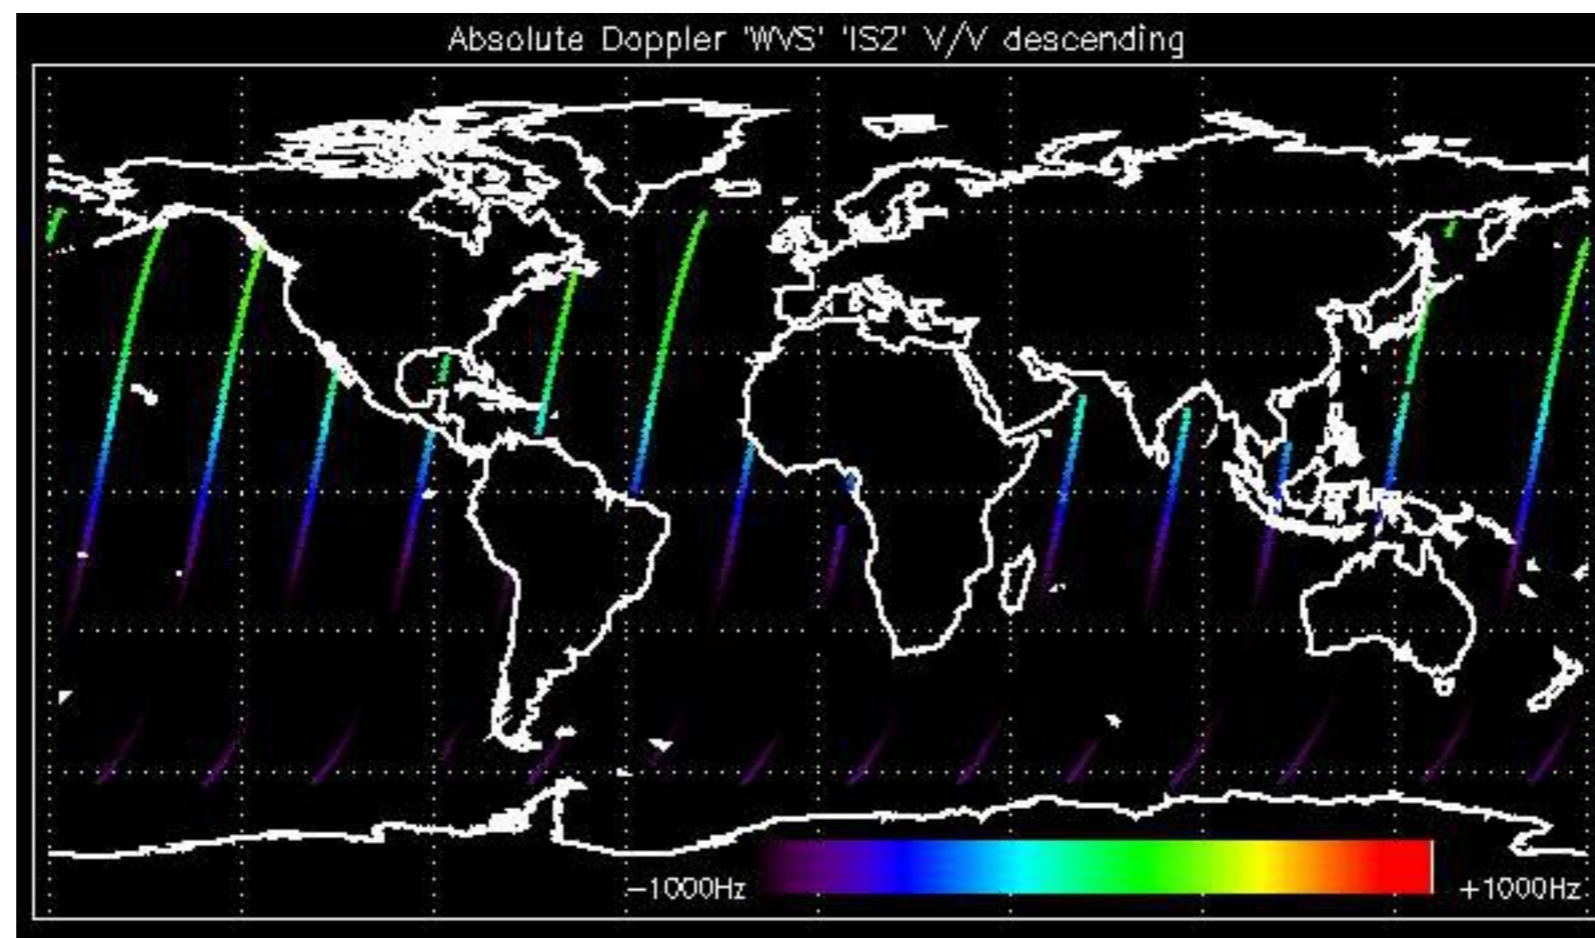 Absolute Doppler 'WVS' 'IS2' V/V descending
−1000Hz
+1000Hz